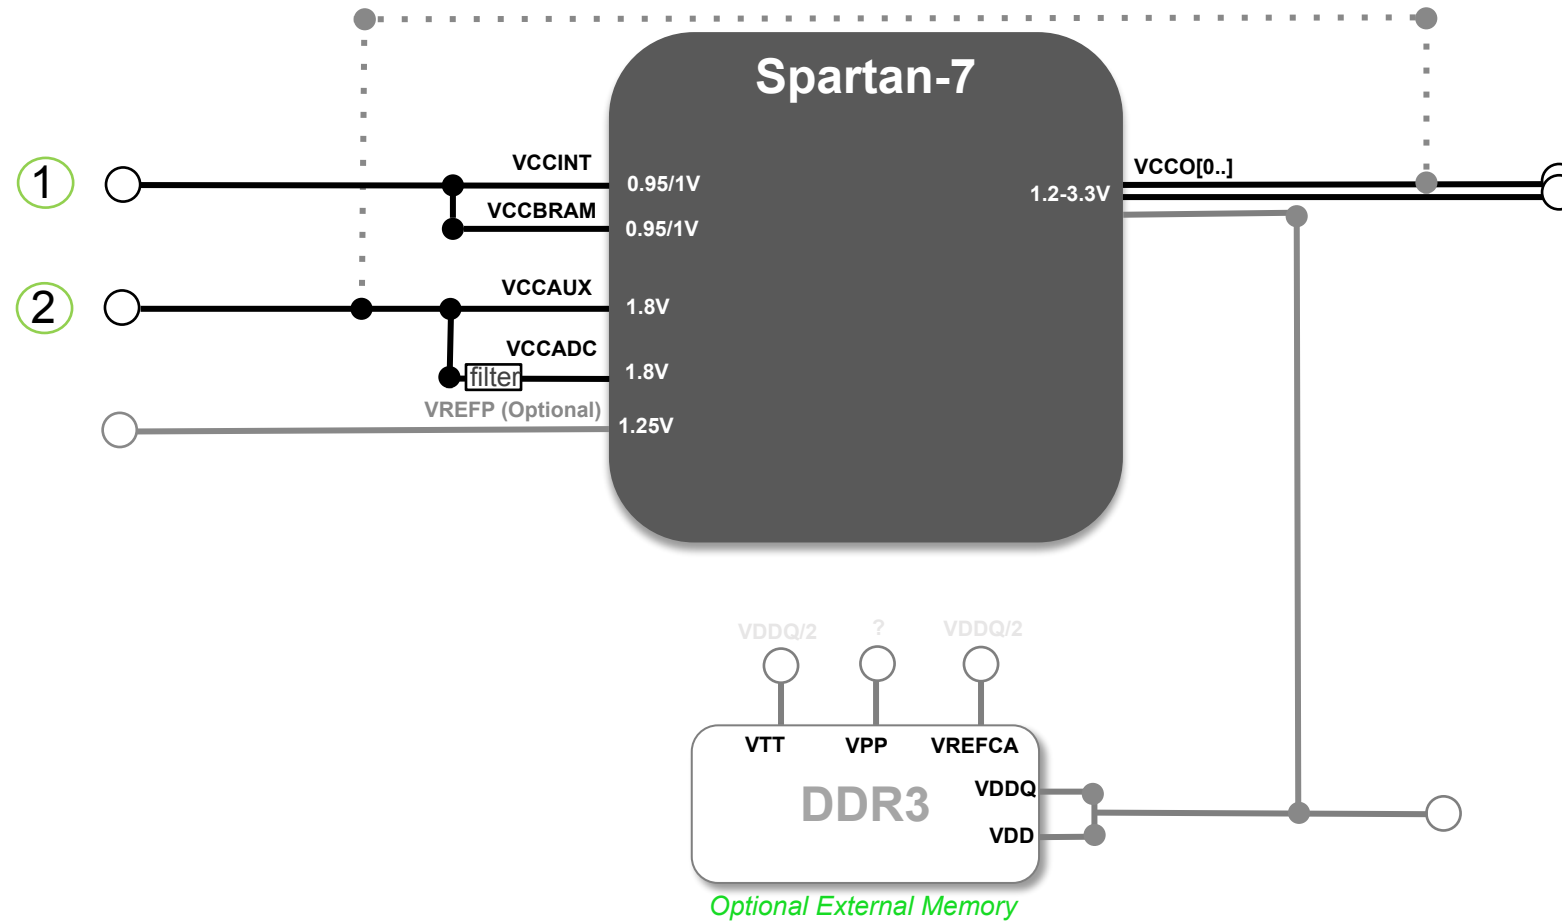 Spartan-7
1
VCCINT
0.95/1V
VCCBRAM
0.95/1V
VCCO[0..]
1.2-3.3V
2
VCCAUX
1.8V
VCCADC
filter
1.8V
VREFP (Optional)
1.25V
VDDQ/2
?
VDDQ/2
VTT
VPP
VREFCA
DDR3
VDDQ
VDD
Optional External Memory